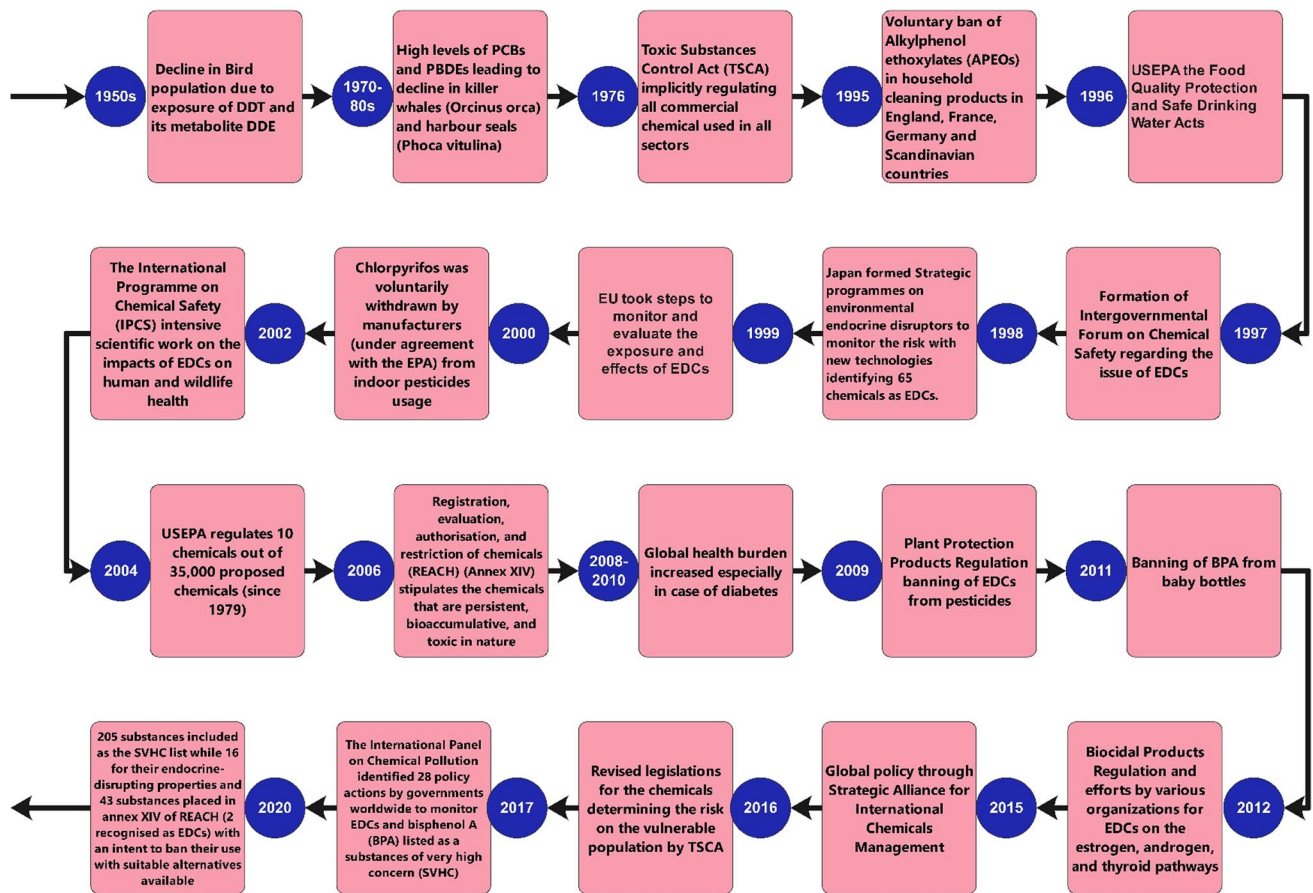 1950s
Decline in Bird
population due to
exposure of DDT and
its metabolite DDE
1970-
80s
High levels of PCBs
and PBDEs leading to
decline in killer
whales (Orcinus orca)
and harbour seals
(Phoca vitulina)
1976
Toxic Substances
Control Act (TSCA)
implicitly regulating
all commercial
chemical used in all
sectors
1995
Voluntary ban of
Alkylphenol
ethoxylates (APEOs)
in household
cleaning products in
England, France,
Germany and
Scandinavian
countries
1996
USEPA the Food
Quality Protection
and Safe Drinking
Water Acts
1997
Formation of
Intergovernmental
Forum on Chemical
Safety regarding the
issue of EDCs
1998
Japan formed Strategic
programmes on
environmental
endocrine disruptors to
monitor the risk with
new technologies
identifying 65
chemicals as EDCs.
1999
EU took steps to
monitor and
evaluate the
exposure and
effects of EDCs
2000
Chlorpyrifos was
voluntarily
withdrawn by
manufacturers
(under agreement
with the EPA) from
indoor pesticides
usage
2002
The International
Programme on
Chemical Safety
(IPCS) intensive
scientific work on the
impacts of EDCs on
human and wildlife
health
2004
USEPA regulates 10
chemicals out of
35,000 proposed
chemicals (since
1979)
2006
Registration,
evaluation,
authorisation, and
restriction of chemicals
(REACH) (Annex XIV)
stipulates the chemicals
that are persistent,
bioaccumulative, and
toxic in nature
2008-
2010
Global health burden
increased especially
in case of diabetes
2009
Plant Protection
Products Regulation
banning of EDCs
from pesticides
2011
Banning of BPA from
baby bottles
2012
Biocidal Products
Regulation and
efforts by various
organizations for
EDCs on the
estrogen, androgen,
and thyroid pathways
2015
Global policy through
Strategic Alliance for
International
Chemicals
Management
2016
Revised legislations
for the chemicals
determining the risk
on the vulnerable
population by TSCA
2017
The International Panel
on Chemical Pollution
identified 28 policy
actions by governments
worldwide to monitor
EDCs and bisphenol A
(BPA) listed as a
substances of very high
concern (SVHC)
2020
205 substances included
as the SVHC list while 16
for their endocrine-
disrupting properties and
43 substances placed in
annex XIV of REACH (2
recognised as EDCs) with
an intent to ban their use
with suitable alternatives
available